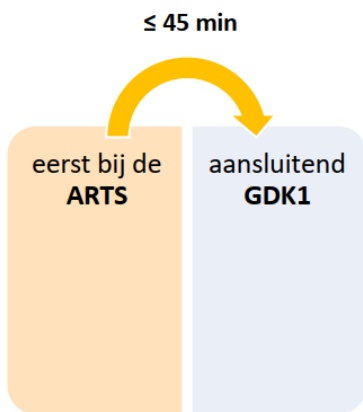 ≤ 45 min
eerst bij de
ARTS
aansluitend
GDK1